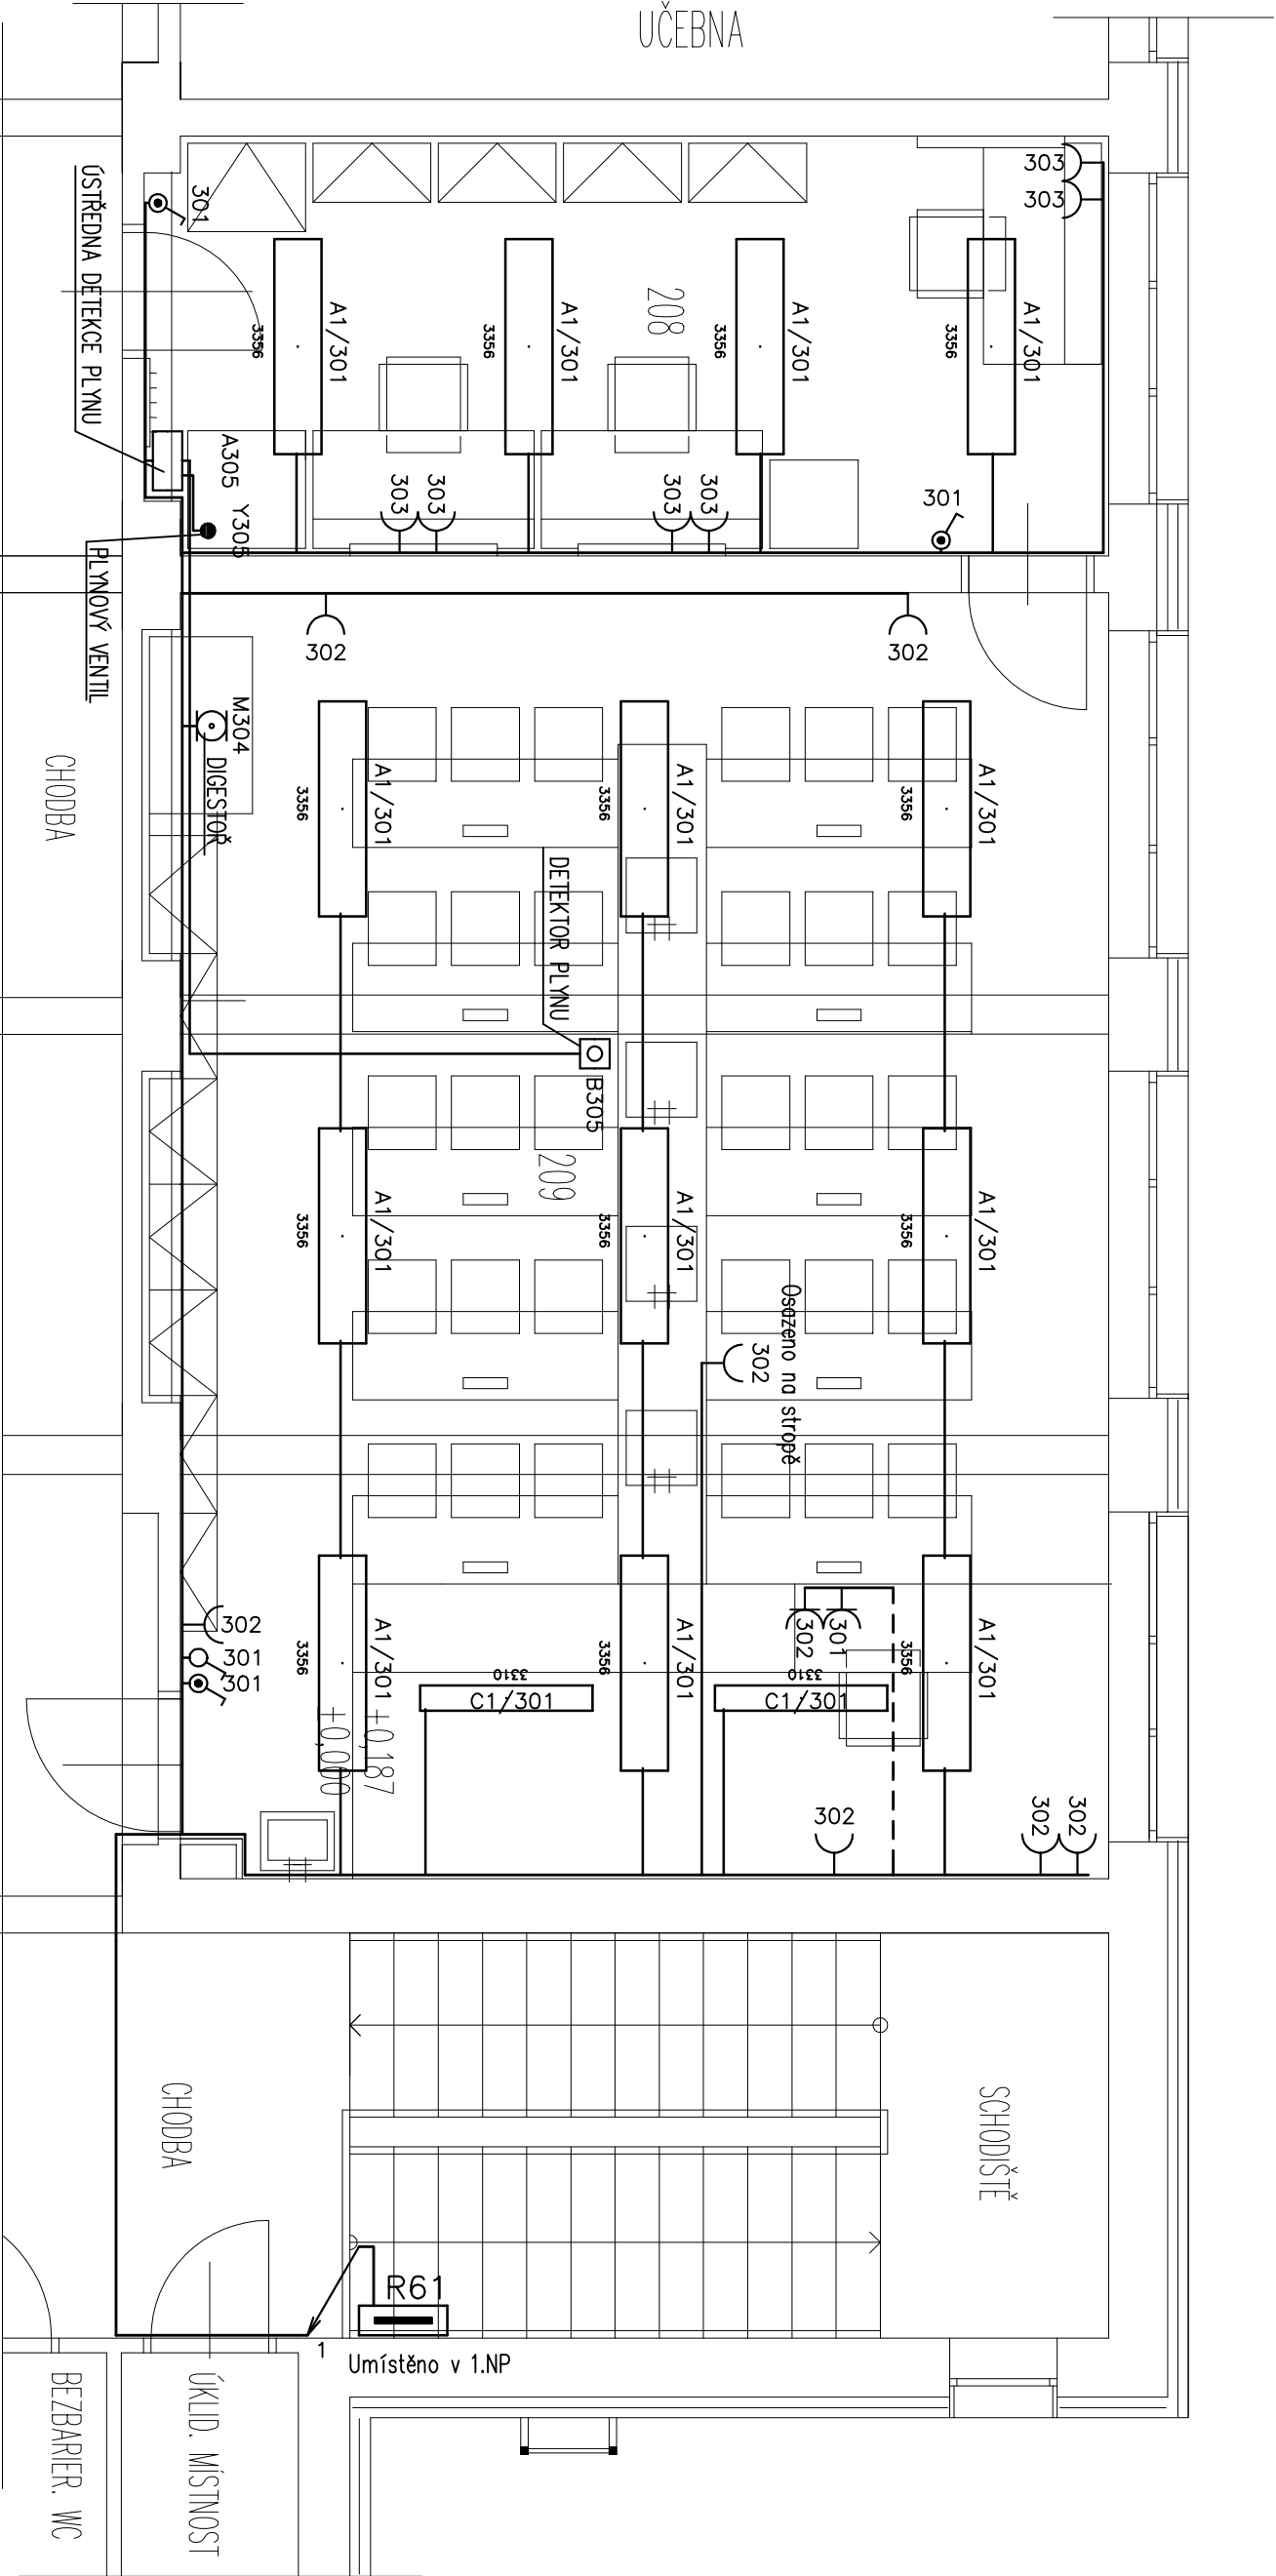 UČEBNA
303
303
301
ÚSTŘEDNA DETEKCE PLYNU
A1/301
3356
A1/301
3356
208
A1/301
3356
A1/301
3356
A305
Y305
303
303
303
303
301
PLYNOVÝ VENTIL
302
302
M304
DIGESTOŘ
CHODBA
A1/301
3356
A1/301
3356
A1/301
3356
DETEKTOR PLYNU
B305
209
A1/301
3356
A1/301
3356
A1/301
3356
Osazeno na stropě
302
302
301
301
302
301
A1/301
3356
A1/301
3356
A1/301
3356
3310
C1/301
3310
C1/301
+0,187
+0,000
302
302
302
CHODBA
SCHODIŠTĚ
R61
1
Umístěno v 1.NP
BEZBARIER. WC
ÚKLID. MÍSTNOST